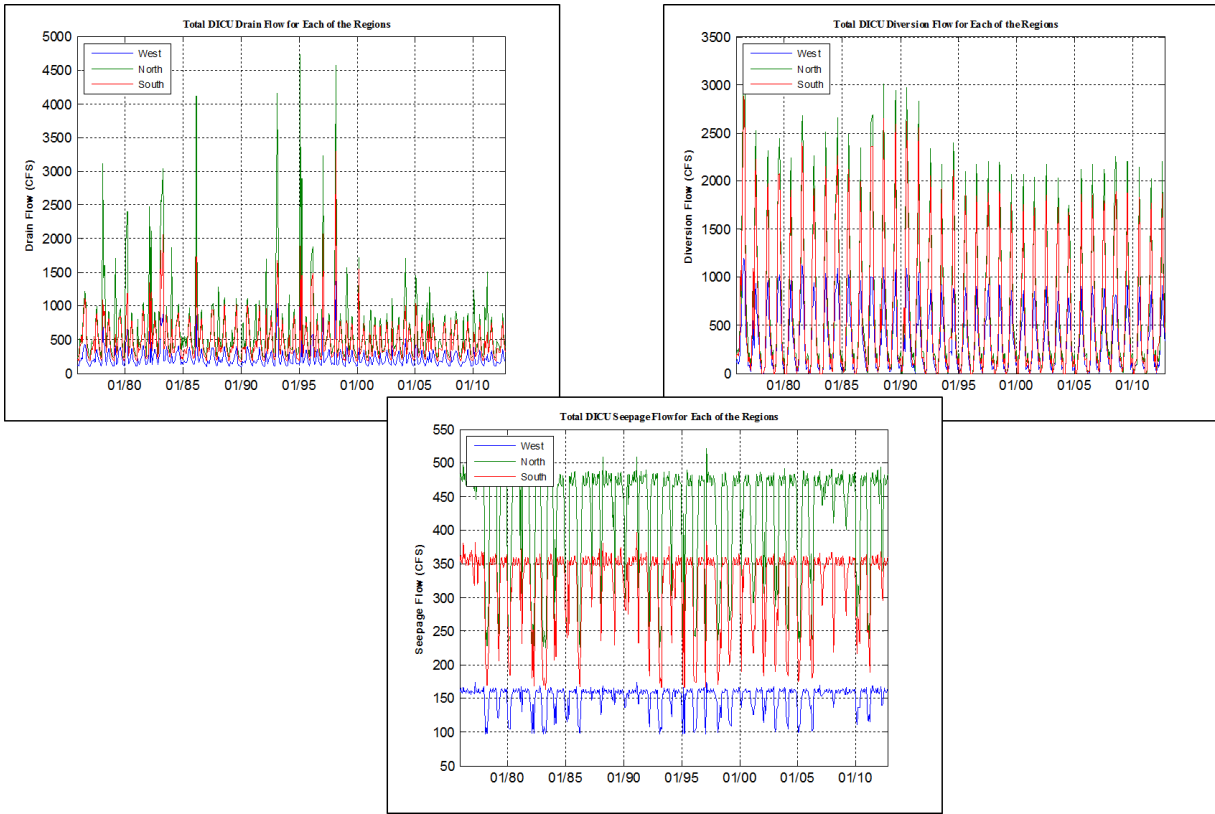 Total DICU Drain Flow for Each of the Regions
5000
4500
4000
3500
3000
2500
2000
1500
1000
500
0
Drain Flow (CFS)
West
North
South
01/80 01/85 01/90 01/95 01/00 01/05 01/10
Total DICU Diversion Flow for Each of the Regions
3500
3000
2500
2000
1500
1000
500
0
Diversion Flow (CFS)
West
North
South
01/80 01/85 01/90 01/95 01/00 01/05 01/10
Total DICU Seepage Flow for Each of the Regions
550
500
450
400
350
300
250
200
150
100
50
Seepage Flow (CFS)
West
North
South
01/80 01/85 01/90 01/95 01/00 01/05 01/10